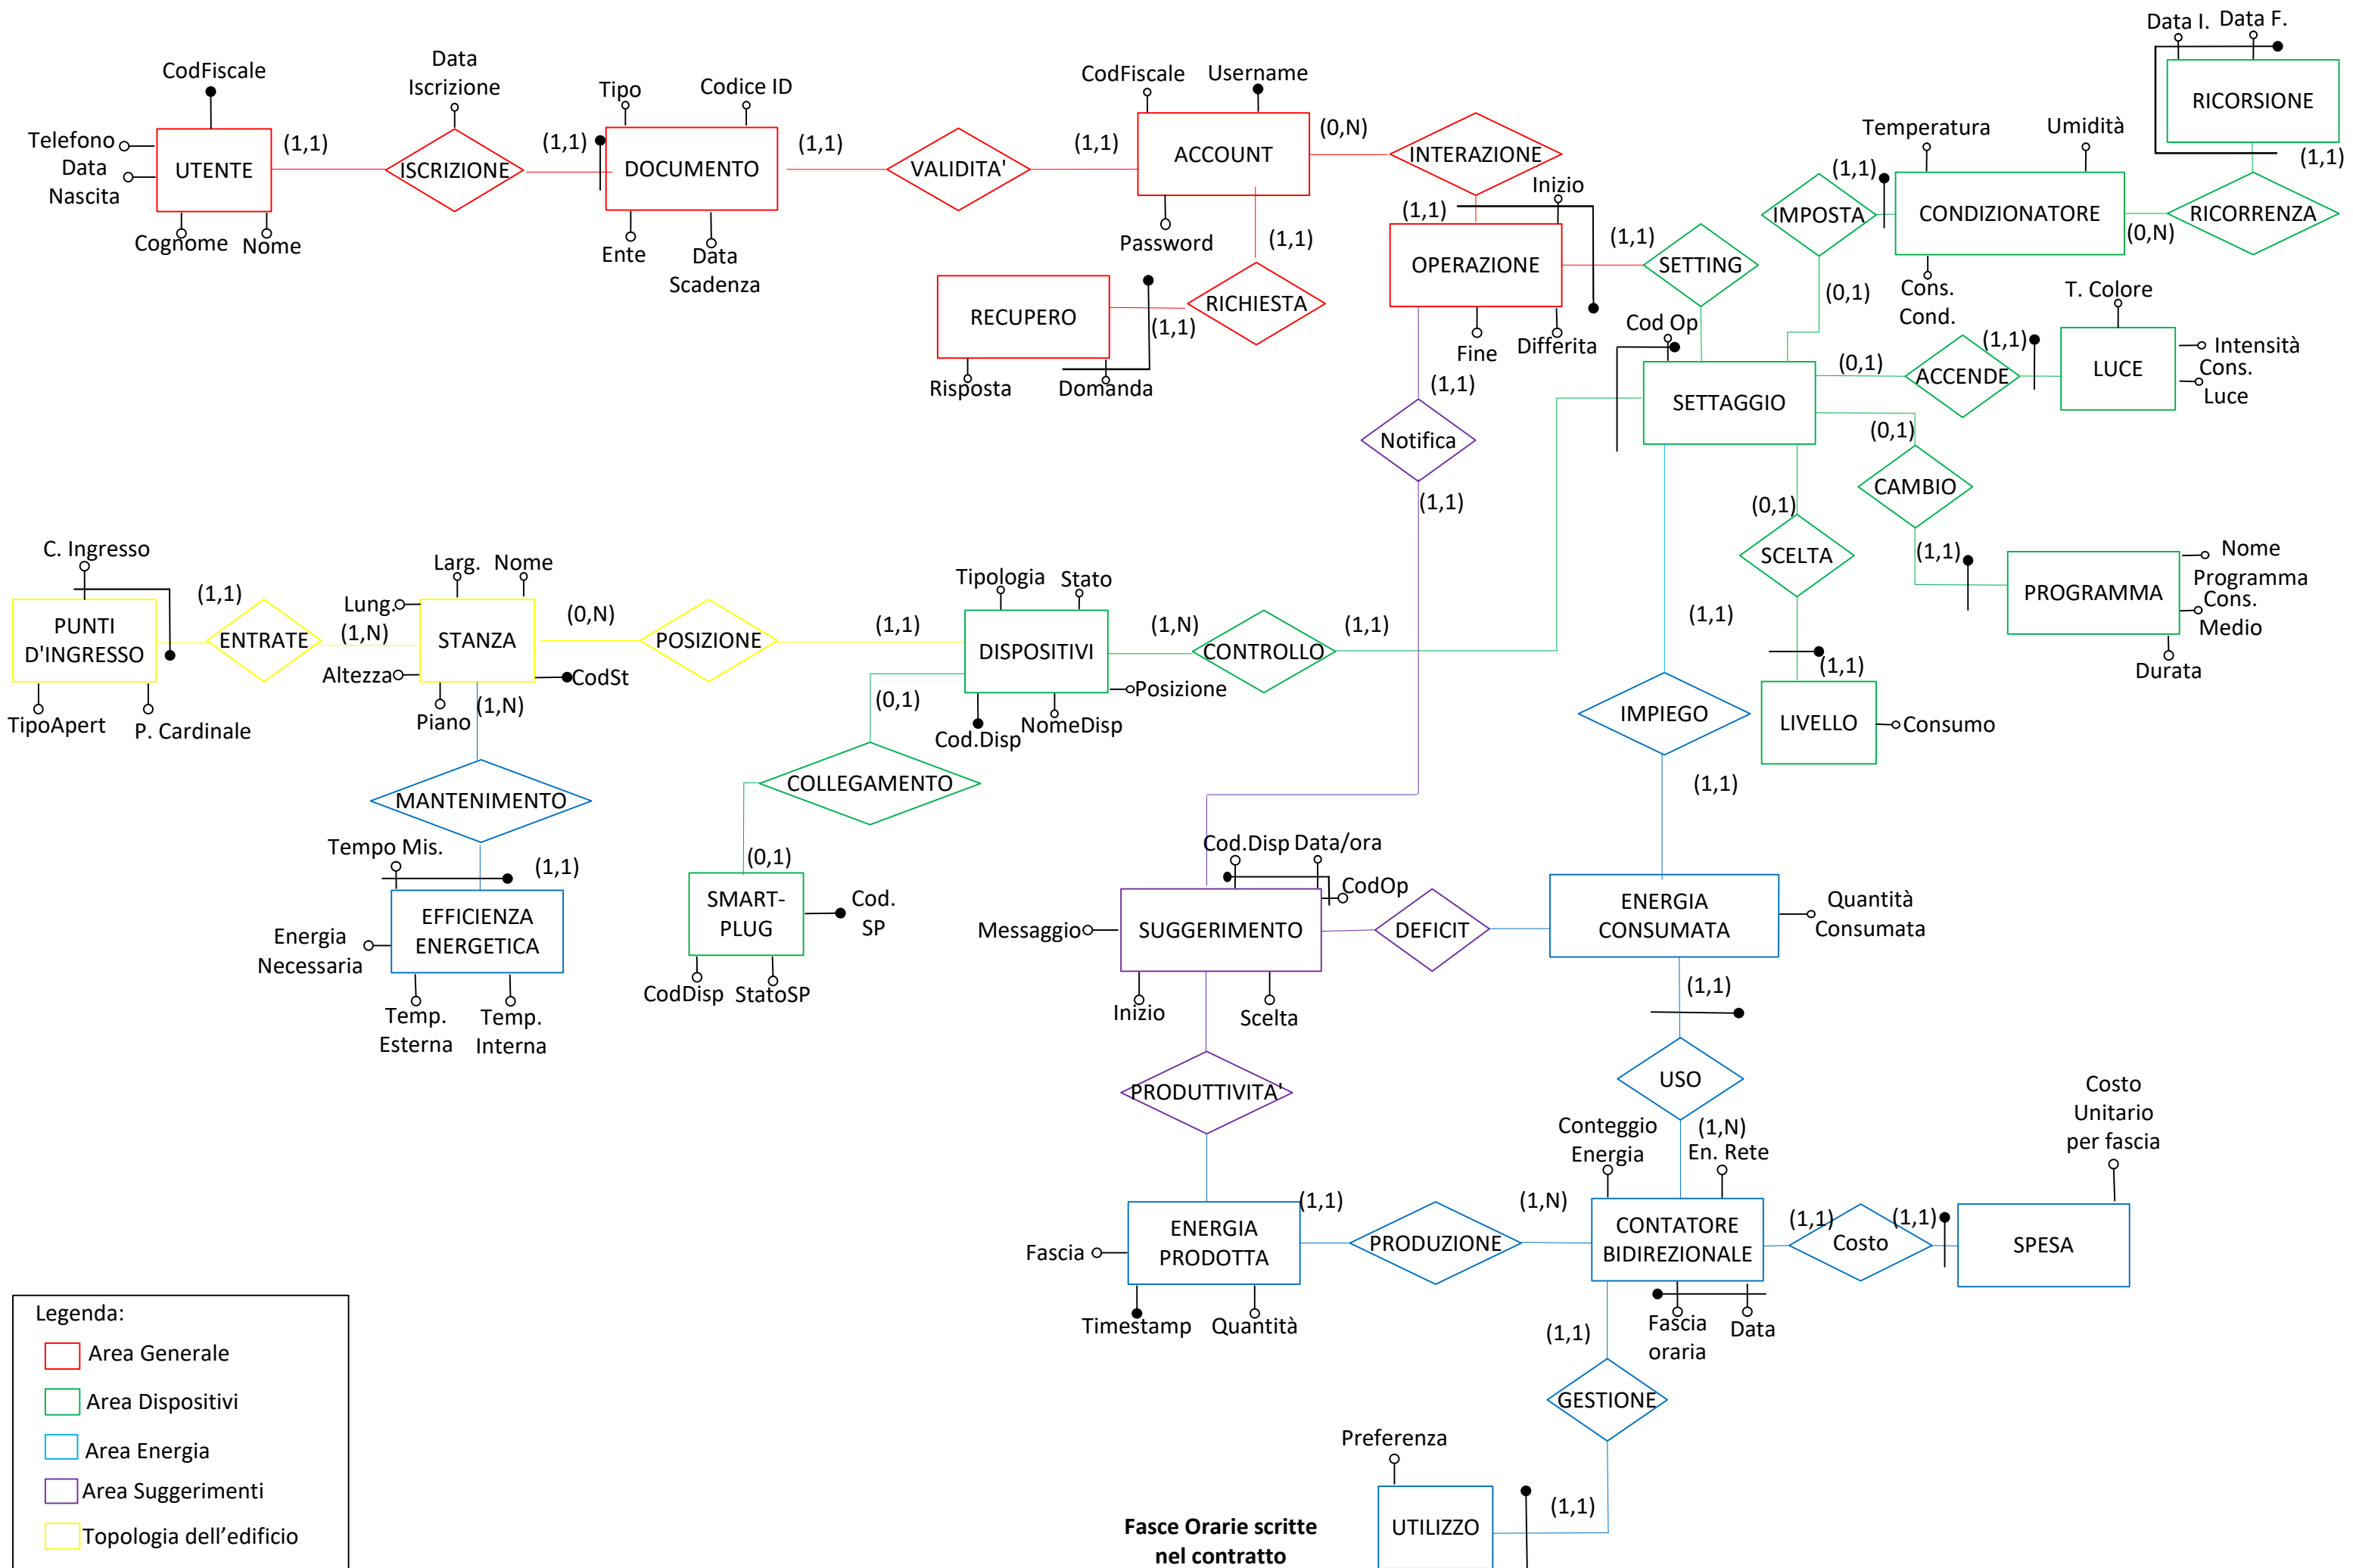 Data I.
Data F.
RICORSIONE
(1,1)
RICORRENZA
CodFiscale
Telefono
Data
Nascita
UTENTE
Cognome
Nome
(1,1)
Data
Iscrizione
ISCRIZIONE
(1,1)
Tipo
Codice ID
DOCUMENTO
Ente
Data
Scadenza
(1,1)
VALIDITA'
(1,1)
CodFiscale
Username
ACCOUNT
Password
(0,N)
INTERAZIONE
(1,1)
RICHIESTA
(1,1)
RECUPERO
Risposta
Domanda
(1,1)
Inizio
OPERAZIONE
Fine
Differita
(1,1)
SETTING
Temperatura
Umidità
(1,1)
IMPOSTA
CONDIZIONATORE
(0,N)
Cons.
Cond.
(0,1)
T. Colore
Cod Op
SETTAGGIO
(0,1)
ACCENDE
(1,1)
LUCE
Intensità
Cons.
Luce
(1,1)
Notifica
(1,1)
(0,1)
CAMBIO
(0,1)
SCELTA
(1,1)
(1,1)
PROGRAMMA
Nome
Programma
Cons.
Medio
Durata
C. Ingresso
PUNTI
D'INGRESSO
TipoApert
P. Cardinale
(1,1)
ENTRATE
(1,N)
Larg.
Nome
Lung.
STANZA
Altezza
CodSt
Piano
(1,N)
(0,N)
POSIZIONE
(1,1)
Tipologia
Stato
DISPOSITIVI
Posizione
Cod.Disp
NomeDisp
(1,N)
CONTROLLO
(1,1)
(0,1)
COLLEGAMENTO
(0,1)
IMPIEGO
(1,1)
(1,1)
LIVELLO
Consumo
MANTENIMENTO
Tempo Mis.
(1,1)
EFFICIENZA
ENERGETICA
Energia
Necessaria
Temp.
Esterna
Temp.
Interna
SMART-
PLUG
Cod.
SP
CodDisp
StatoSP
Cod.Disp
Data/ora
CodOp
Messaggio
SUGGERIMENTO
Inizio
Scelta
DEFICIT
ENERGIA
CONSUMATA
Quantità
Consumata
(1,1)
PRODUTTIVITA'
USO
(1,N)
Conteggio
Energia
En. Rete
Costo
Unitario
per fascia
ENERGIA
PRODOTTA
Fascia
Timestamp
Quantità
(1,1)
PRODUZIONE
(1,N)
CONTATORE
BIDIREZIONALE
Fascia
oraria
Data
(1,1)
Costo
(1,1)
SPESA
(1,1)
GESTIONE
Preferenza
UTILIZZO
(1,1)
Fasce Orarie scritte
nel contratto
Legenda:
Area Generale
Area Dispositivi
Area Energia
Area Suggerimenti
Topologia dell’edificio